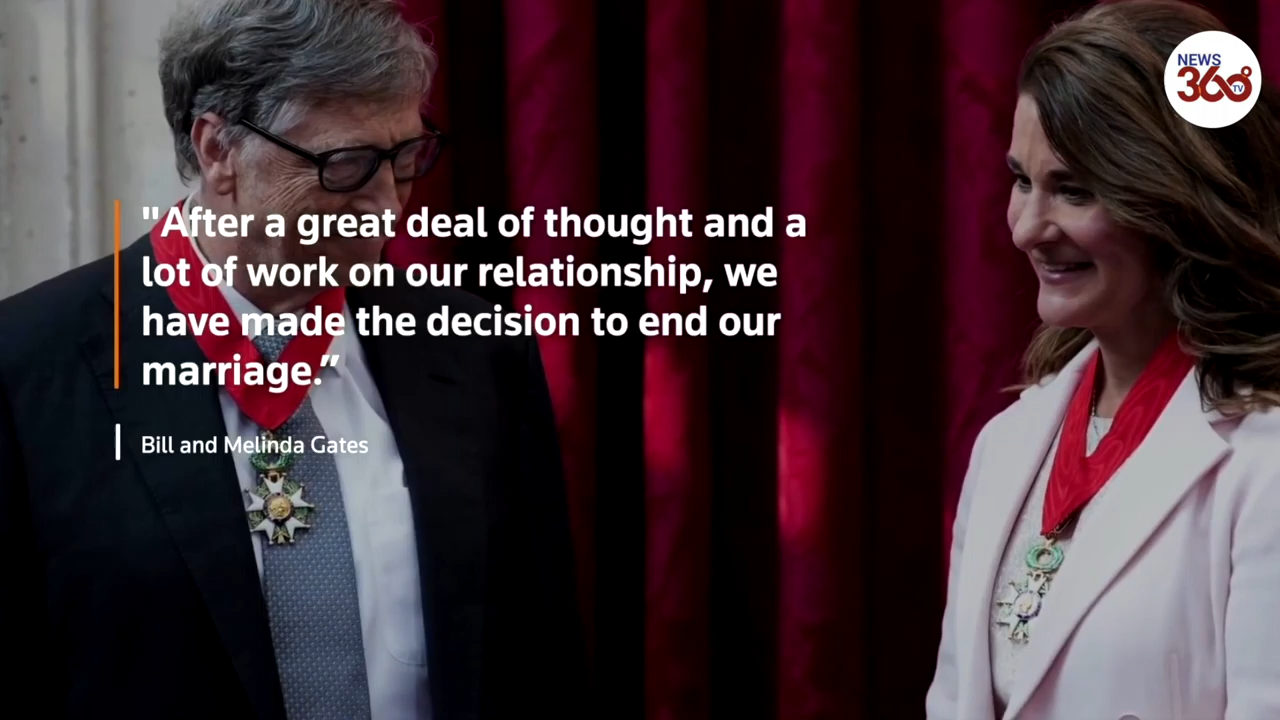 NEWS
360°
TV
"After a great deal of thought and a
lot of work on our relationship, we
have made the decision to end our
marriage.”
Bill and Melinda Gates